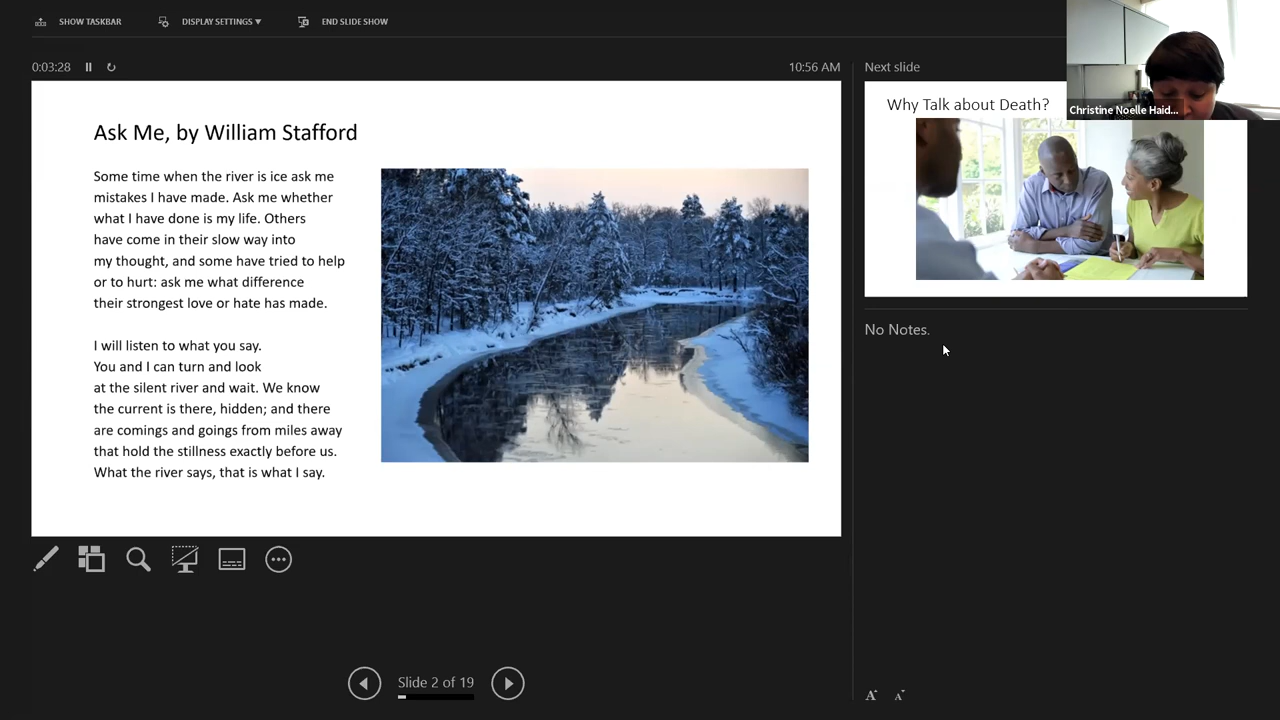 SHOW TASKBAR
DISPLAY SETTINGS ▼
END SLIDE SHOW
0:03:28
10:56 AM
Ask Me, by William Stafford
Some time when the river is ice ask me
mistakes I have made. Ask me whether
what I have done is my life. Others
have come in their slow way into
my thought, and some have tried to help
or to hurt: ask me what difference
their strongest love or hate has made.
I will listen to what you say.
You and I can turn and look
at the silent river and wait. We know
the current is there, hidden; and there
are comings and goings from miles away
that hold the stillness exactly before us.
What the river says, that is what I say.
Slide 2 of 19
Next slide
Why Talk about Death?
Christine Noelle Haid...
No Notes.
A
A